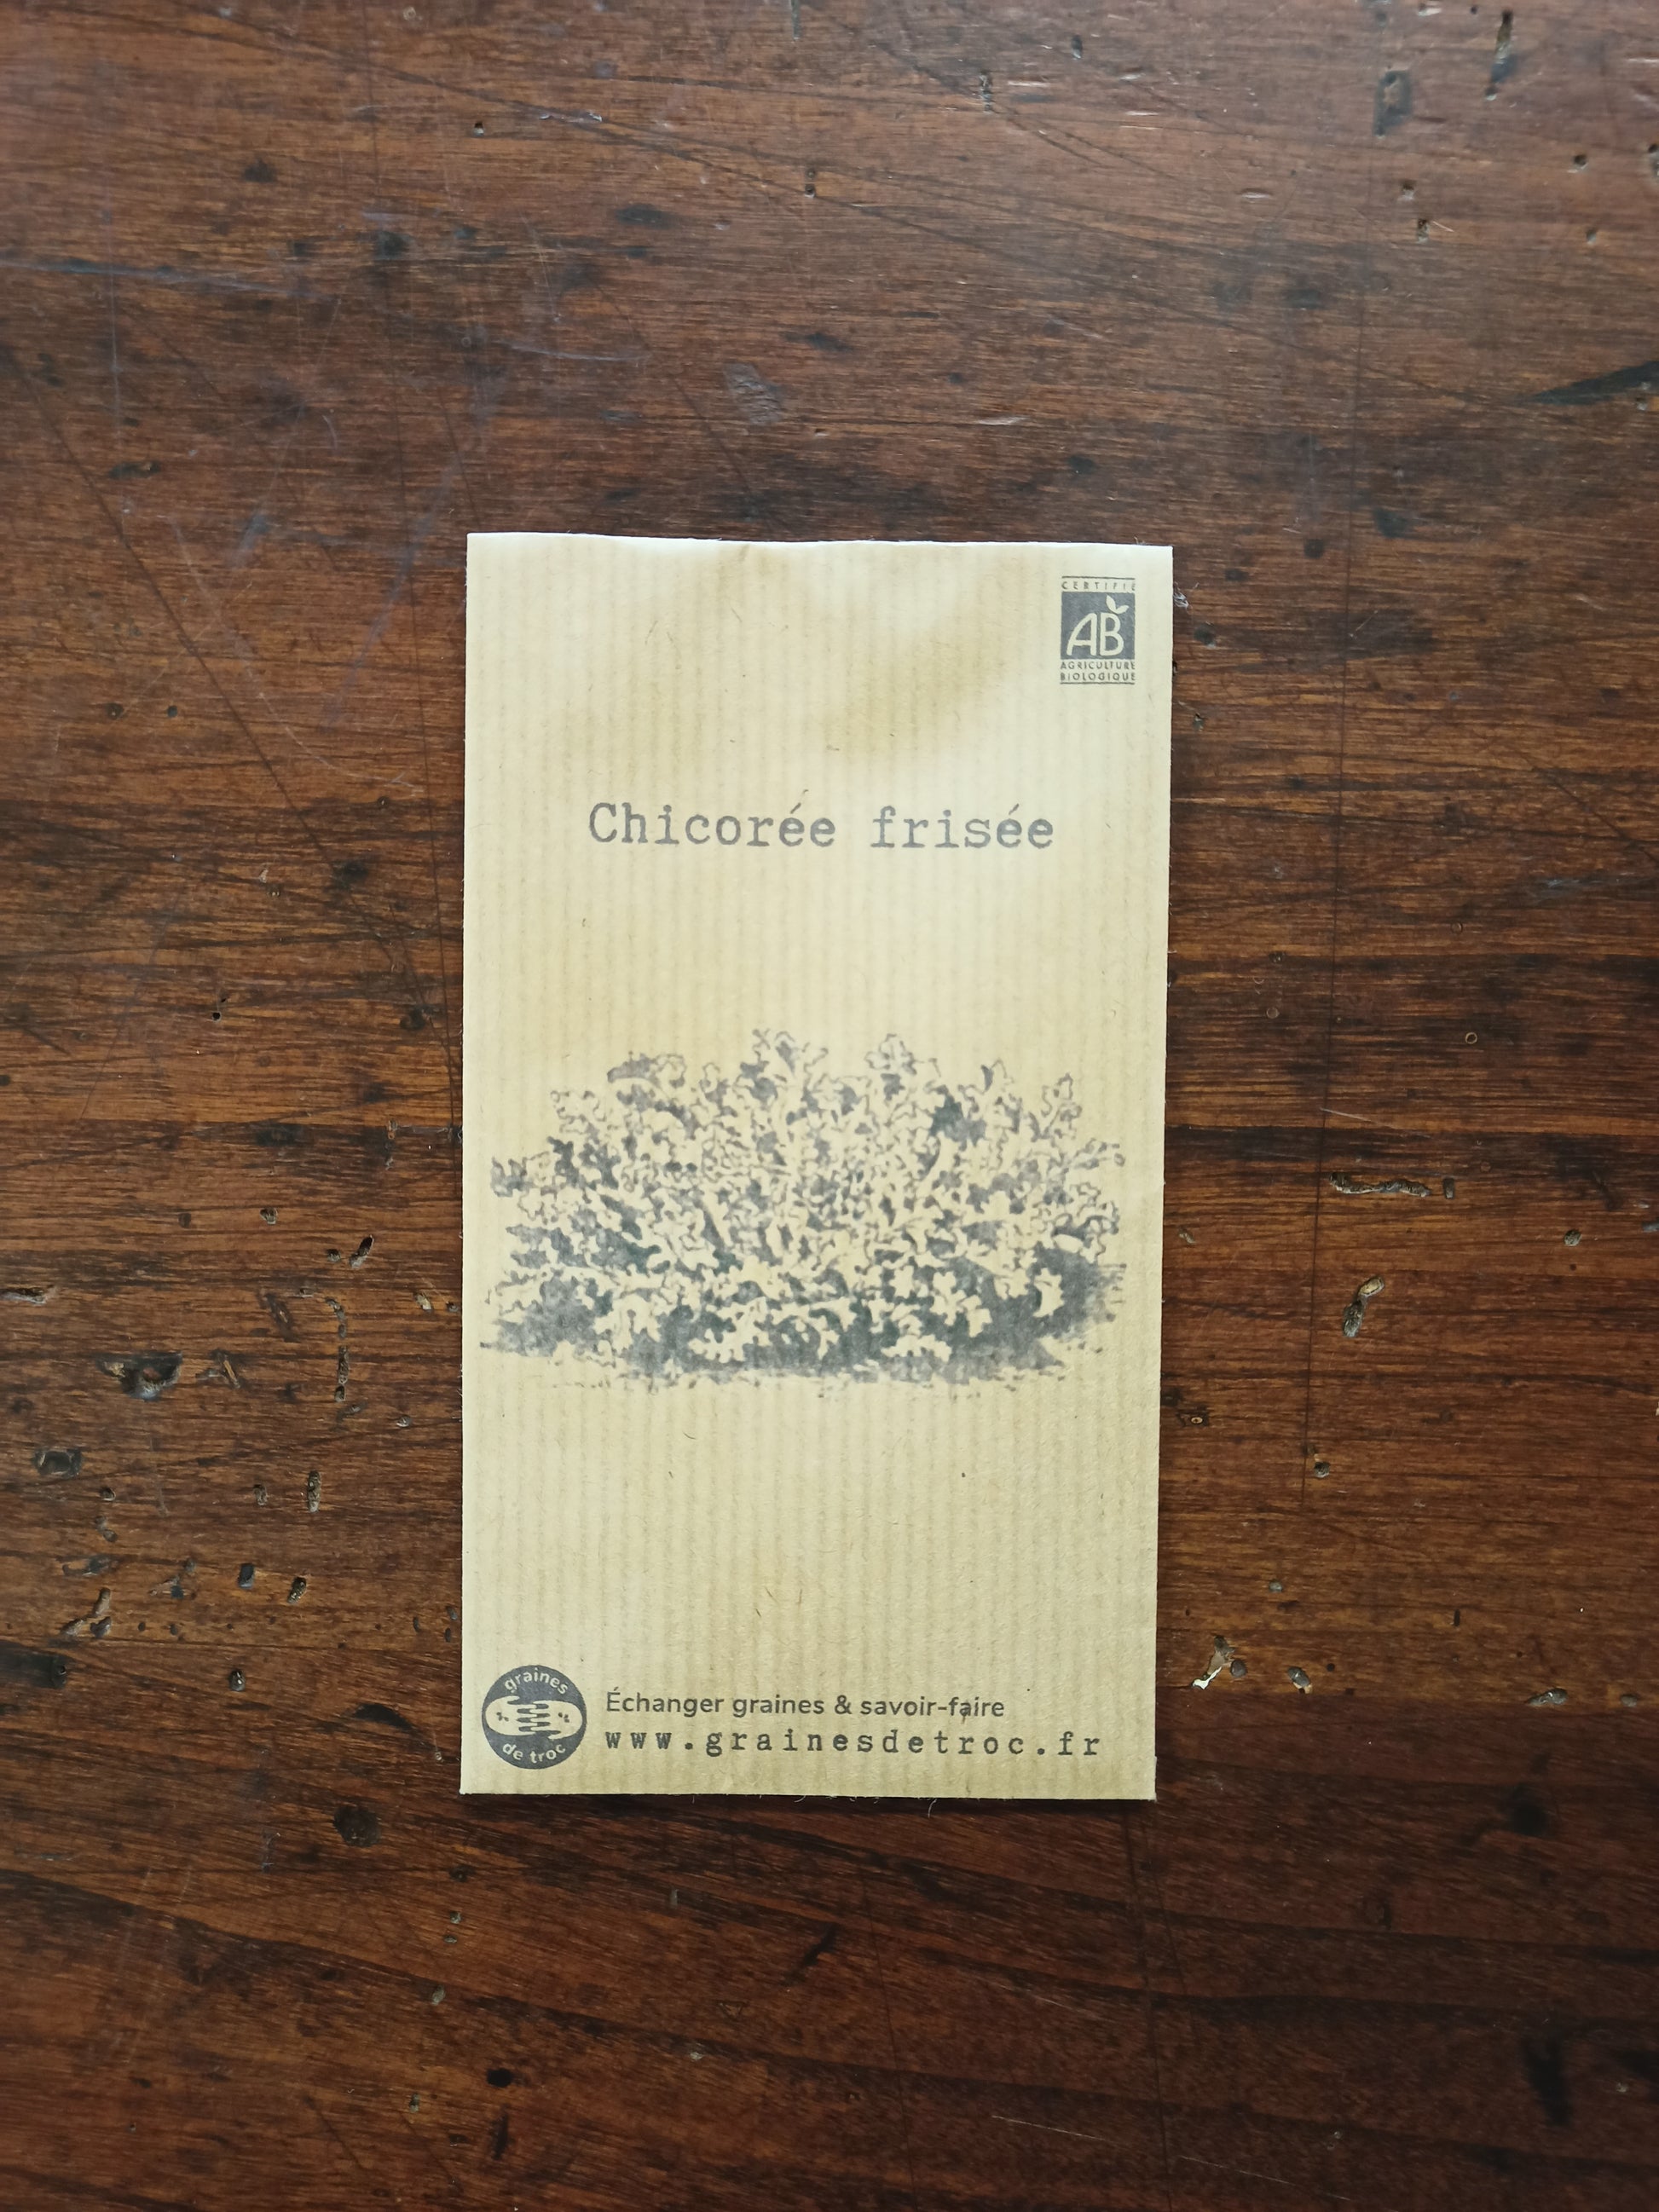 CERTIFIÉ
AB
AGRICULTURE
BIOLOGIQUE
Chicorée frisée
graines
de troc
Échanger graines & savoir-faire
www.grainesdetroc.fr